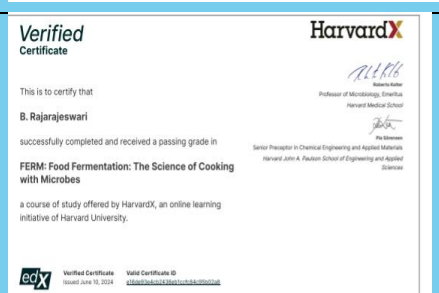 Verified
Certificate
HarvardX
This is to certify that
B. Rajarajeswari
successfully completed and received a passing grade in
FERM: Food Fermentation: The Science of Cooking
with Microbes
a course of study offered by HarvardX, an online learning
initiative of Harvard University.
Roberto Kolter
Professor of Microbiology, Emeritus
Harvard Medical School
Pia Sörensen
Senior Preceptor in Chemical Engineering and Applied Materials
Harvard John A. Paulson School of Engineering and Applied
Sciences
edX
Verified Certificate
Issued June 10, 2024
Valid Certificate ID